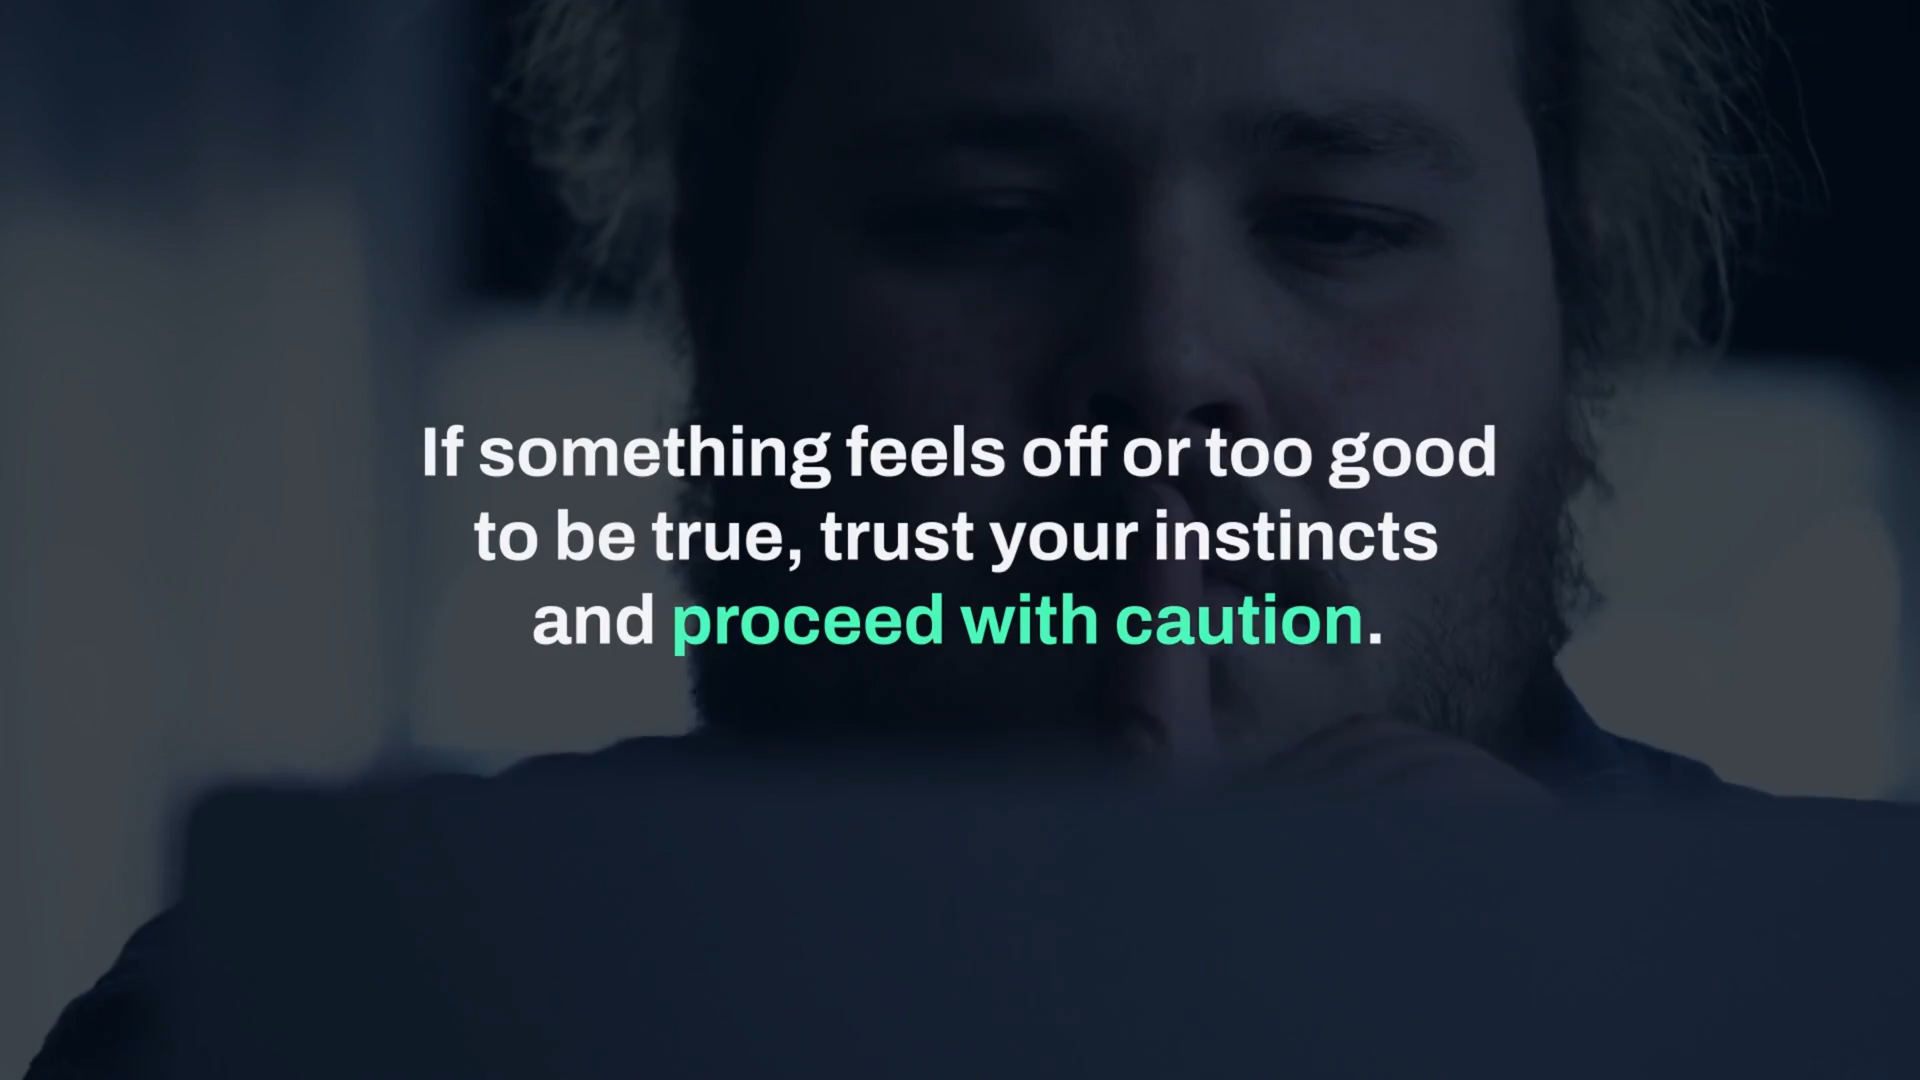 If something feels off or too good
to be true, trust your instincts
and proceed with caution.